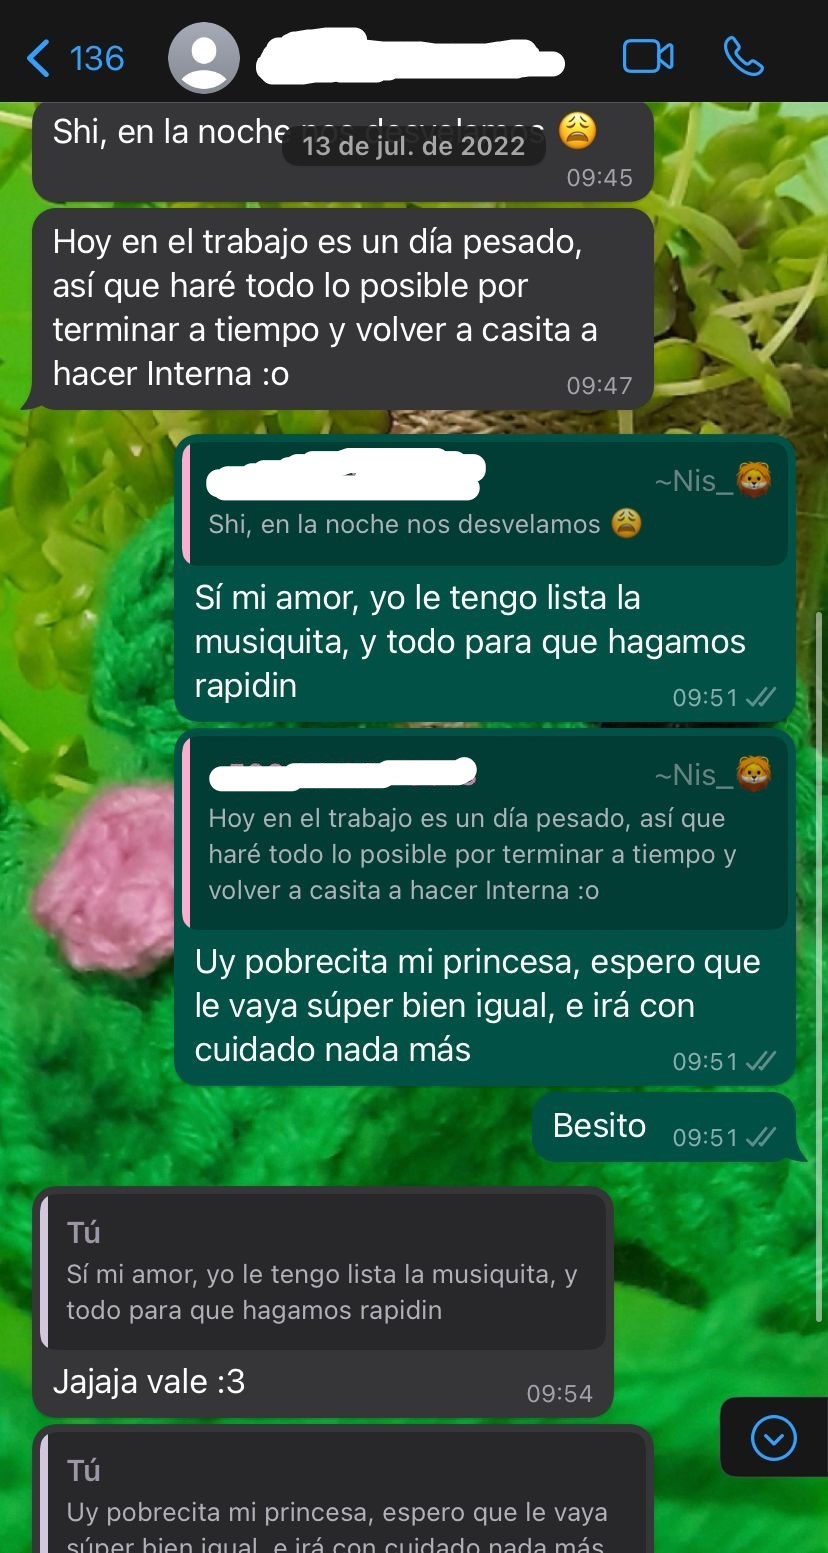 136
Shi, en la noche nos desvelamos 😩
13 de jul. de 2022
09:45
Hoy en el trabajo es un día pesado,
así que haré todo lo posible por
terminar a tiempo y volver a casita a
hacer Interna :o
09:47
~Nis_🦁
Shi, en la noche nos desvelamos 😩
Sí mi amor, yo le tengo lista la
musiquita, y todo para que hagamos
rapidin
09:51
~Nis_🦁
Hoy en el trabajo es un día pesado, así que
haré todo lo posible por terminar a tiempo y
volver a casita a hacer Interna :o
Uy pobrecita mi princesa, espero que
le vaya súper bien igual, e irá con
cuidado nada más
09:51
Besito
09:51
Tú
Sí mi amor, yo le tengo lista la musiquita, y
todo para que hagamos rapidin
Jajaja vale :3
09:54
Tú
Uy pobrecita mi princesa, espero que le vaya
súper bien igual, e irá con cuidado nada más